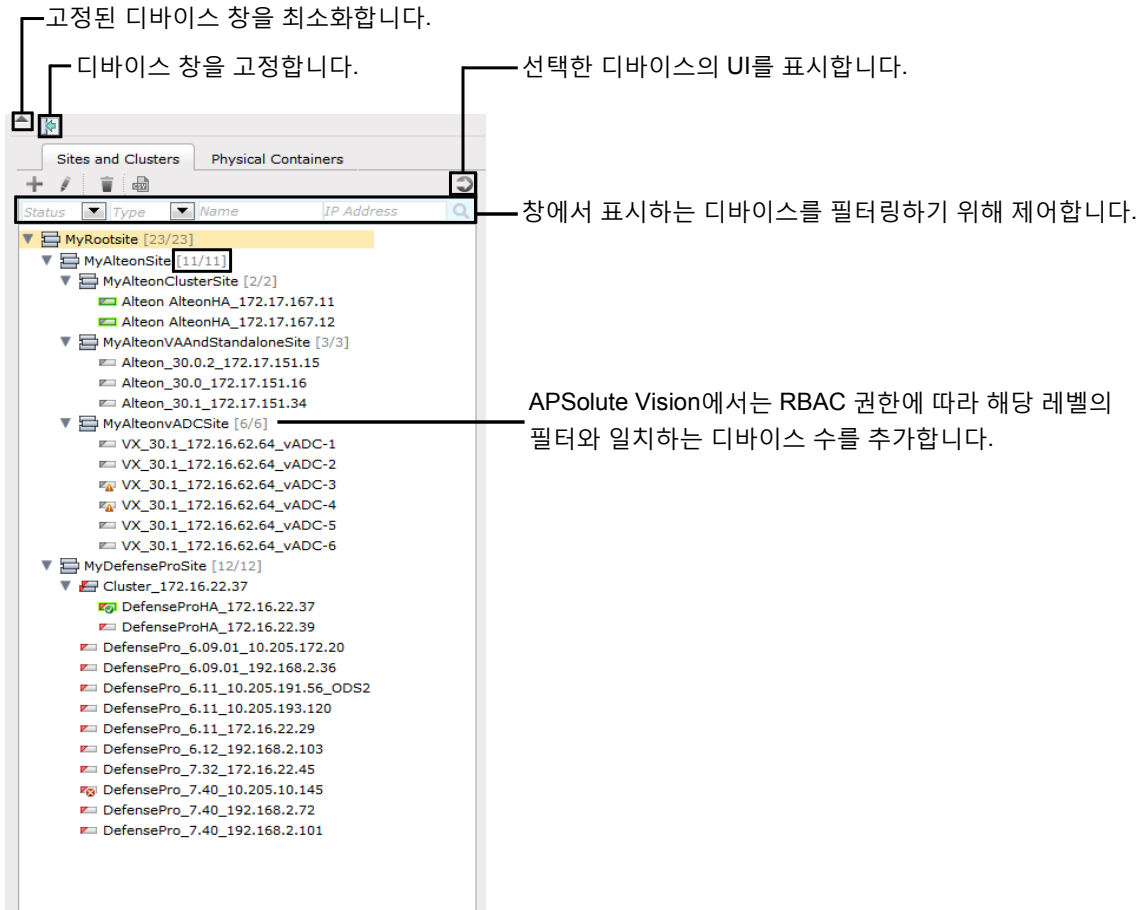 고정된 디바이스 창을 최소화합니다.
디바이스 창을 고정합니다.
선택한 디바이스의 UI를 표시합니다.
Sites and Clusters Physical Containers
CSV
Status Type Name IP Address
창에서 표시하는 디바이스를 필터링하기 위해 제어합니다.
MyRootsite [23/23]
MyAlteonSite [11/11]
MyAlteonClusterSite [2/2]
Alteon AlteonHA_172.17.167.11
Alteon AlteonHA_172.17.167.12
MyAlteonVAAndStandaloneSite [3/3]
Alteon_30.0.2_172.17.151.15
Alteon_30.0_172.17.151.16
Alteon_30.1_172.17.151.34
MyAlteonvADCSite [6/6]
APSolute Vision에서는 RBAC 권한에 따라 해당 레벨의
필터와 일치하는 디바이스 수를 추가합니다.
VX_30.1_172.16.62.64_vADC-1
VX_30.1_172.16.62.64_vADC-2
VX_30.1_172.16.62.64_vADC-3
VX_30.1_172.16.62.64_vADC-4
VX_30.1_172.16.62.64_vADC-5
VX_30.1_172.16.62.64_vADC-6
MyDefenseProSite [12/12]
Cluster_172.16.22.37
DefenseProHA_172.16.22.37
DefenseProHA_172.16.22.39
DefensePro_6.09.01_10.205.172.20
DefensePro_6.09.01_192.168.2.36
DefensePro_6.11_10.205.191.56_ODS2
DefensePro_6.11_10.205.193.120
DefensePro_6.11_172.16.22.29
DefensePro_6.12_192.168.2.103
DefensePro_7.32_172.16.22.45
DefensePro_7.40_10.205.10.145
DefensePro_7.40_192.168.2.72
DefensePro_7.40_192.168.2.101